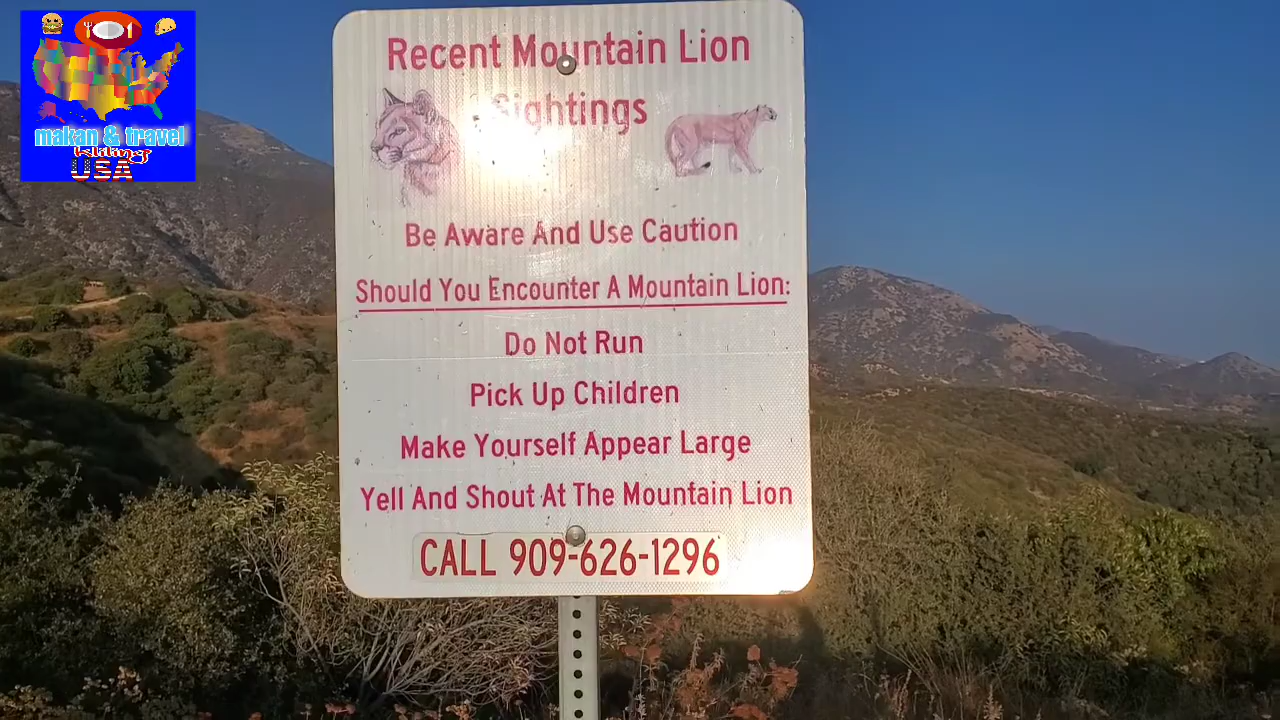 makan & travel
keliling
USA
Recent Mountain Lion
Sightings
Be Aware And Use Caution
Should You Encounter A Mountain Lion:
Do Not Run
Pick Up Children
Make Yourself Appear Large
Yell And Shout At The Mountain Lion
CALL 909-626-1296